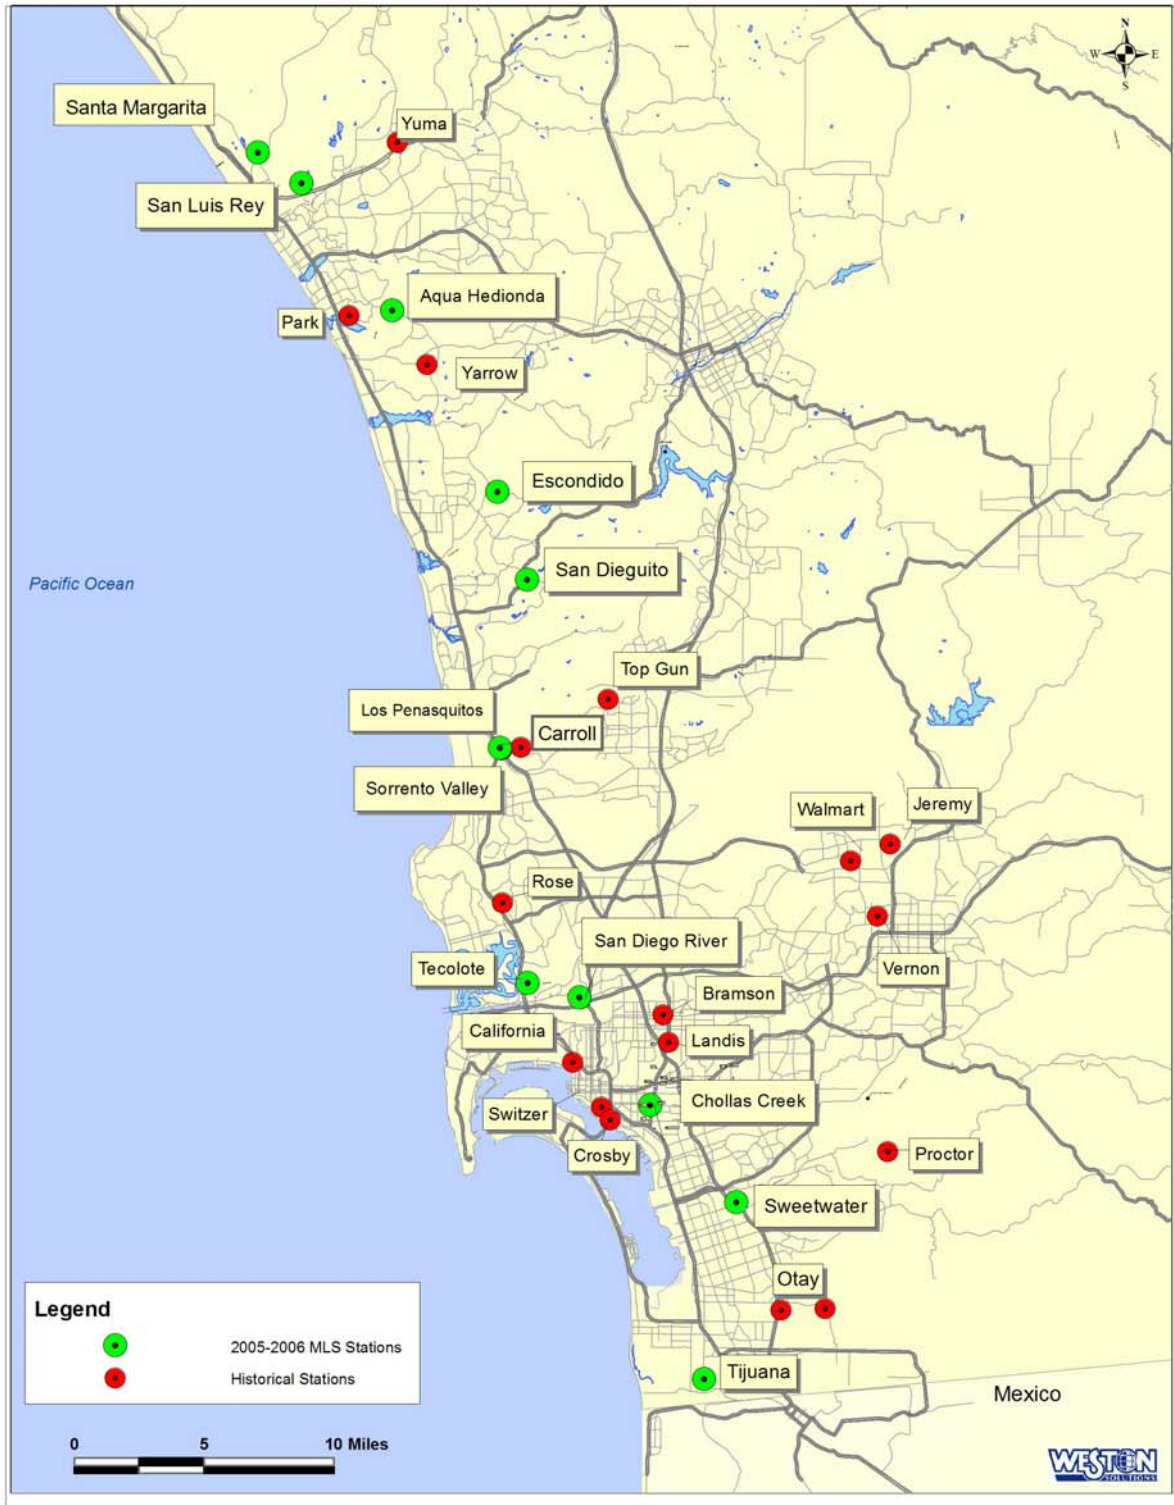 N
W E
S
Santa Margarita
Yuma
San Luis Rey
Aqua Hedionda
Park
Yarrow
Escondido
San Dieguito
Pacific Ocean
Top Gun
Los Penasquitos
Carroll
Sorrento Valley
Walmart
Jeremy
Rose
San Diego River
Tecolote
Vernon
Bramson
California
Landis
Chollas Creek
Switzer
Crosby
Proctor
Sweetwater
Otay
Tijuana
Mexico
Legend
2005-2006 MLS Stations
Historical Stations
0 5 10 Miles
WESTON
SOLUTIONS